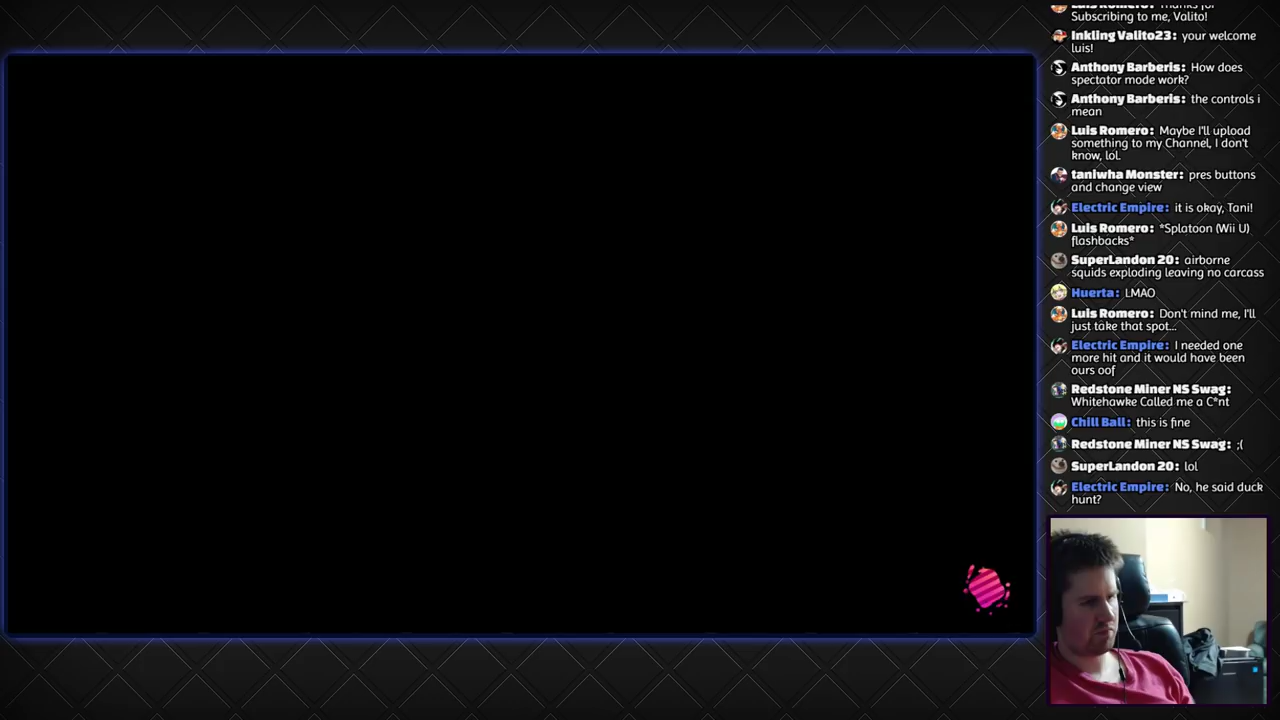 Luis Romero: Thanks for
Subscribing to me, Valito!
Inkling Valito23: your welcome
luis!
Anthony Barberis: How does
spectator mode work?
Anthony Barberis: the controls i
mean
Luis Romero: Maybe I'll upload
something to my Channel, I don't
know, lol.
taniwha Monster: pres buttons
and change view
Electric Empire: it is okay, Tani!
Luis Romero: *Splatoon (Wii U)
flashbacks*
SuperLandon 20: airborne
squids exploding leaving no carcass
Huerta: LMAO
Luis Romero: Don't mind me, I'll
just take that spot...
Electric Empire: I needed one
more hit and it would have been
ours oof
Redstone Miner NS Swag:
Whitehawke Called me a C*nt
Chill Ball: this is fine
Redstone Miner NS Swag: ;(
SuperLandon 20: lol
Electric Empire: No, he said duck
hunt?